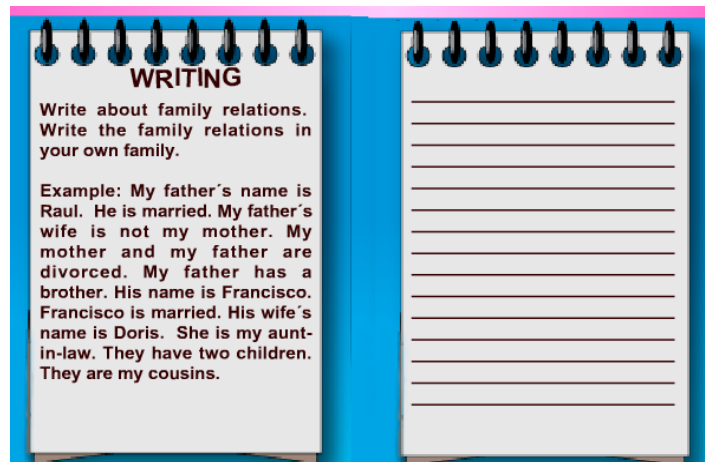 WRITING
Write about family relations.
Write the family relations in
your own family.
Example: My father´s name is
Raul. He is married. My father´s
wife is not my mother. My
mother and my father are
divorced. My father has a
brother. His name is Francisco.
Francisco is married. His wife´s
name is Doris. She is my aunt-
in-law. They have two children.
They are my cousins.